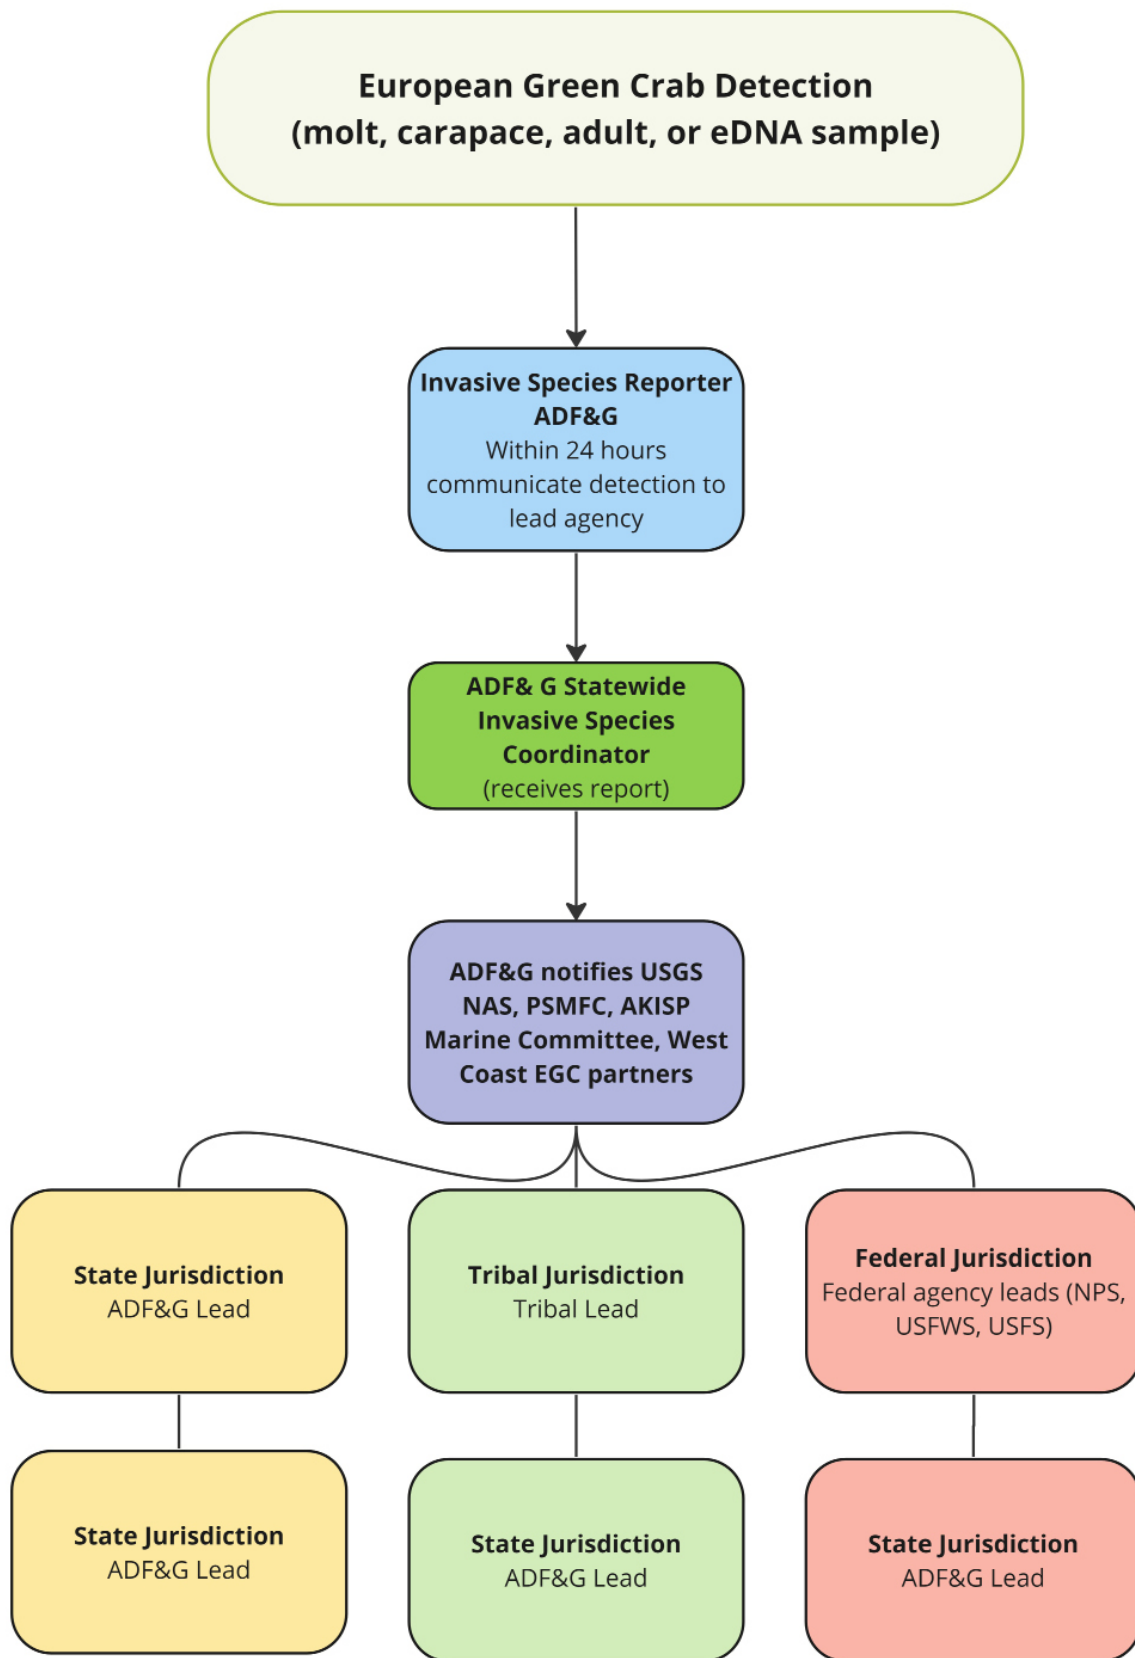 European Green Crab Detection
(molt, carapace, adult, or eDNA sample)
Invasive Species Reporter
ADF&G
Within 24 hours
communicate detection to
lead agency
ADF& G Statewide
Invasive Species
Coordinator
(receives report)
ADF&G notifies USGS
NAS, PSMFC, AKISP
Marine Committee, West
Coast EGC partners
State Jurisdiction
ADF&G Lead
Tribal Jurisdiction
Tribal Lead
Federal Jurisdiction
Federal agency leads (NPS,
USFWS, USFS)
State Jurisdiction
ADF&G Lead
State Jurisdiction
ADF&G Lead
State Jurisdiction
ADF&G Lead